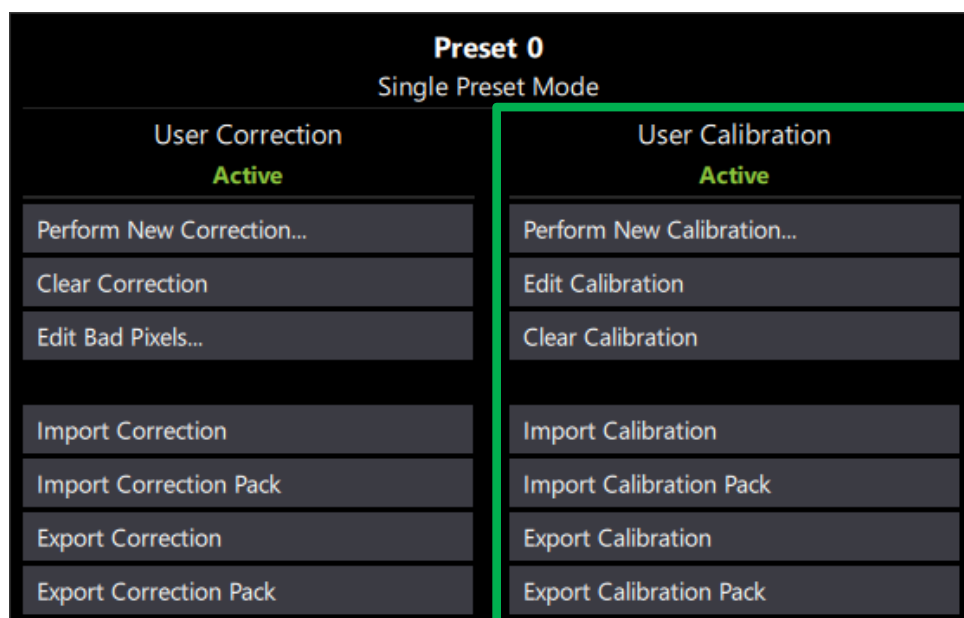 Preset 0
Single Preset Mode
User Correction
Active
Perform New Correction...
Clear Correction
Edit Bad Pixels...
Import Correction
Import Correction Pack
Export Correction
Export Correction Pack
User Calibration
Active
Perform New Calibration...
Edit Calibration
Clear Calibration
Import Calibration
Import Calibration Pack
Export Calibration
Export Calibration Pack